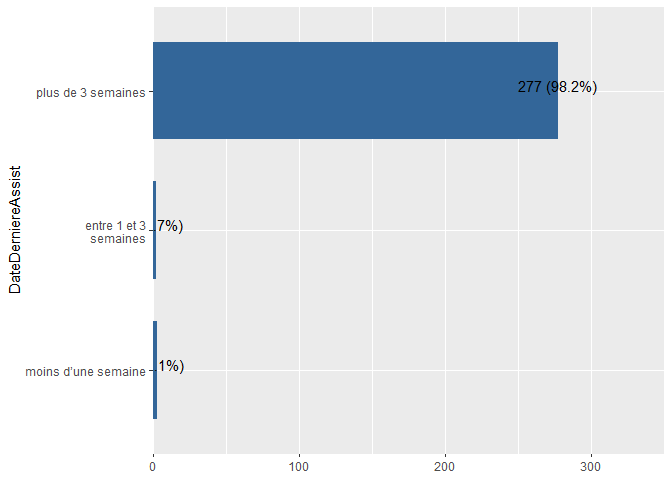 DateDerniereAssist
plus de 3 semaines
277 (98.2%)
entre 1 et 3
semaines
7%)
moins d'une semaine
1%)
0
100
200
300